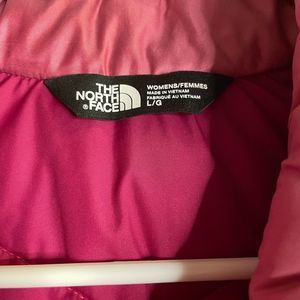 THE
NORTH
FACE
®
WOMENS/FEMMES
MADE IN VIETNAM
FABRIQUÉ AU VIETNAM
L/G